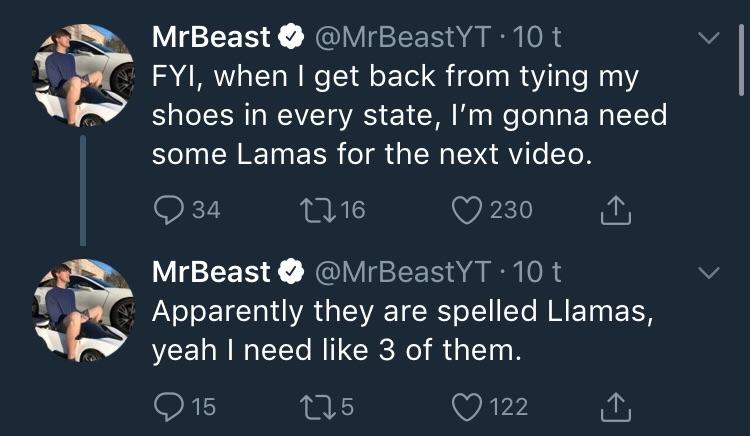 MrBeast @MrBeastYT · 10 t
FYI, when I get back from tying my
shoes in every state, I’m gonna need
some Lamas for the next video.
34 16 230
MrBeast @MrBeastYT · 10 t
Apparently they are spelled Llamas,
yeah I need like 3 of them.
15 5 122